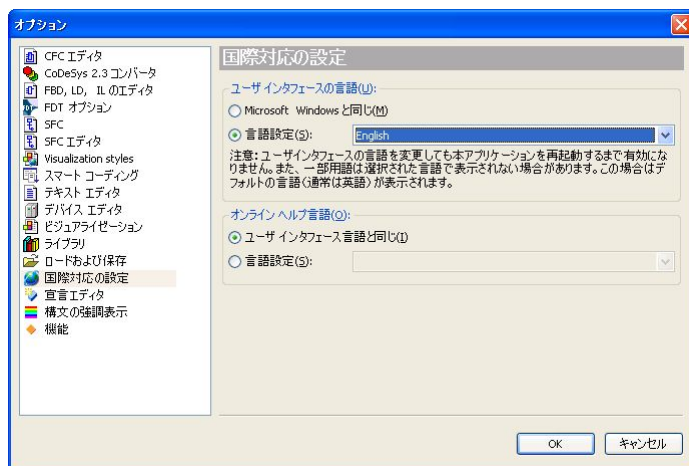 オプション
CFC エディタ
CoDeSys 2.3 コンバータ
FBD, LD, IL のエディタ
FDT オプション
SFC
SFC エディタ
Visualization styles
スマート コーディング
テキスト エディタ
デバイス エディタ
ビジュアライゼーション
ライブラリ
ロードおよび保存
国際対応の設定
宣言エディタ
構文の強調表示
機能
国際対応の設定
ユーザ インタフェースの言語(U):
Microsoft Windows と同じ(M)
言語設定(S): English
注意：ユーザインタフェースの言語を変更しても本アプリケーションを再起動するまで有効にな
りません。また、一部用語は選択された言語で表示されない場合があります。この場合はデ
フォルトの言語（通常は英語）が表示されます。
オンライン ヘルプ言語(O):
ユーザ インタフェース言語と同じ(I)
言語設定(S):
OK
キャンセル